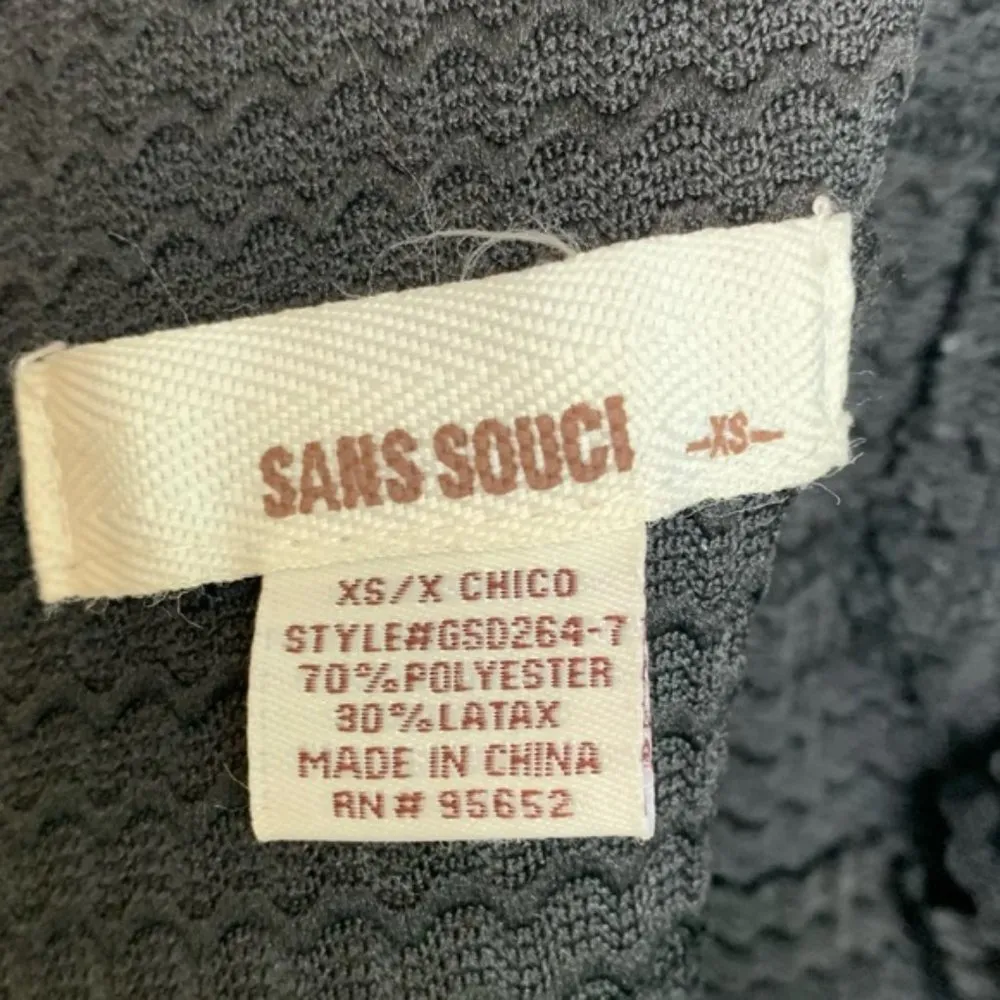 SANS SOUCI -XS-
XS/X CHICO
STYLE#GSD264-7
70%POLYESTER
30%LATAX
MADE IN CHINA
RN# 95652